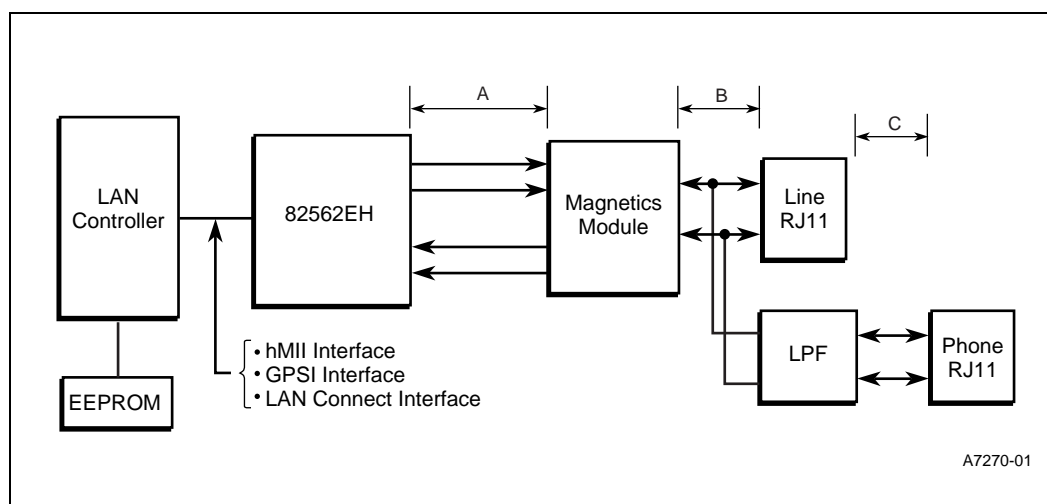 A
B
C
LAN
Controller
82562EH
Magnetics
Module
Line
RJ11
• hMII Interface
• GPSI Interface
• LAN Connect Interface
LPF
Phone
RJ11
EEPROM
A7270-01